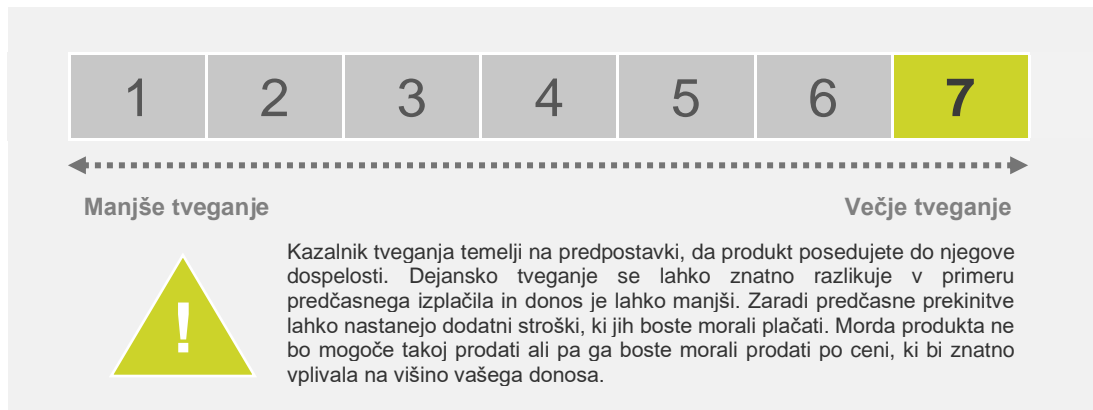 1 2 3 4 5 6 7
Manjše tveganje Večje tveganje
Kazalnik tveganja temelji na predpostavki, da produkt posedujete do njegove
dospelosti. Dejansko tveganje se lahko znatno razlikuje v primeru
predčasnega izplačila in donos je lahko manjši. Zaradi predčasne prekinitve
lahko nastanejo dodatni stroški, ki jih boste morali plačati. Morda produkta ne
bo mogoče takoj prodati ali pa ga boste morali prodati po ceni, ki bi znatno
vplivala na višino vašega donosa.
!